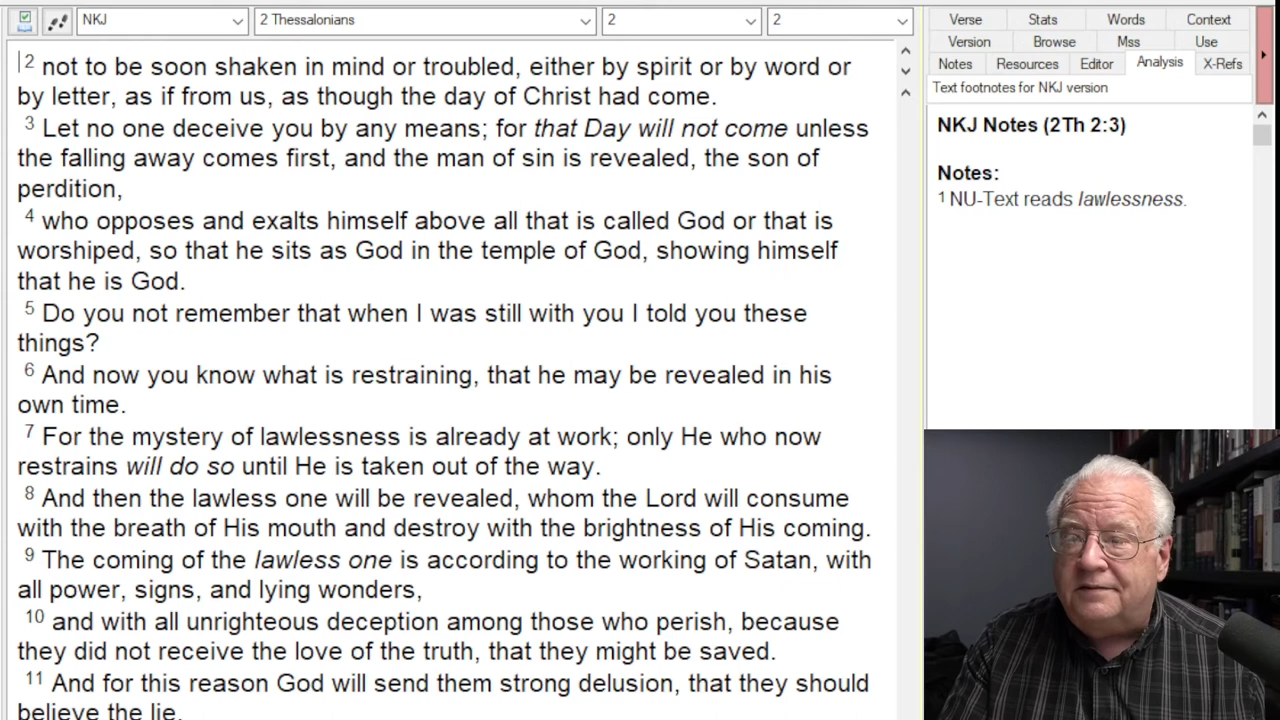 NKJ
2 Thessalonians
2
2
2 not to be soon shaken in mind or troubled, either by spirit or by word or
by letter, as if from us, as though the day of Christ had come.
3 Let no one deceive you by any means; for that Day will not come unless
the falling away comes first, and the man of sin is revealed, the son of
perdition,
4 who opposes and exalts himself above all that is called God or that is
worshiped, so that he sits as God in the temple of God, showing himself
that he is God.
5 Do you not remember that when I was still with you I told you these
things?
6 And now you know what is restraining, that he may be revealed in his
own time.
7 For the mystery of lawlessness is already at work; only He who now
restrains will do so until He is taken out of the way.
8 And then the lawless one will be revealed, whom the Lord will consume
with the breath of His mouth and destroy with the brightness of His coming.
9 The coming of the lawless one is according to the working of Satan, with
all power, signs, and lying wonders,
10 and with all unrighteous deception among those who perish, because
they did not receive the love of the truth, that they might be saved.
11 And for this reason God will send them strong delusion, that they should
believe the lie,
Verse Stats Words Context
Version Browse Mss Use
Notes Resources Editor Analysis X-Refs
Text footnotes for NKJ version
NKJ Notes (2Th 2:3)
Notes:
1 NU-Text reads lawlessness.